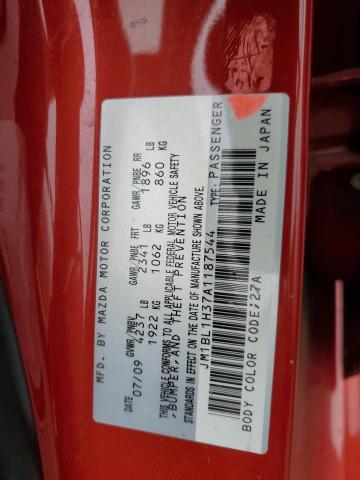 MFD. BY MAZDA MOTOR CORPORATION
DATE GVWR/PNBV GAWR/PNBE FRT GAWR/PNBE RR
07/09 4237 LB 2341 LB 1896 LB
1922 KG 1062 KG 860 KG
THIS VEHICLE CONFORMS TO ALL APPLICABLE FEDERAL MOTOR VEHICLE SAFETY
,BUMPER,AND THEFT PREVENTION
STANDARDS IN EFFECT ON THE DATE OF MANUFACTURE SHOWN ABOVE.
JM1BL1H37A1187544 TYPE: PASSENGER
BODY COLOR CODE:27A MADE IN JAPAN